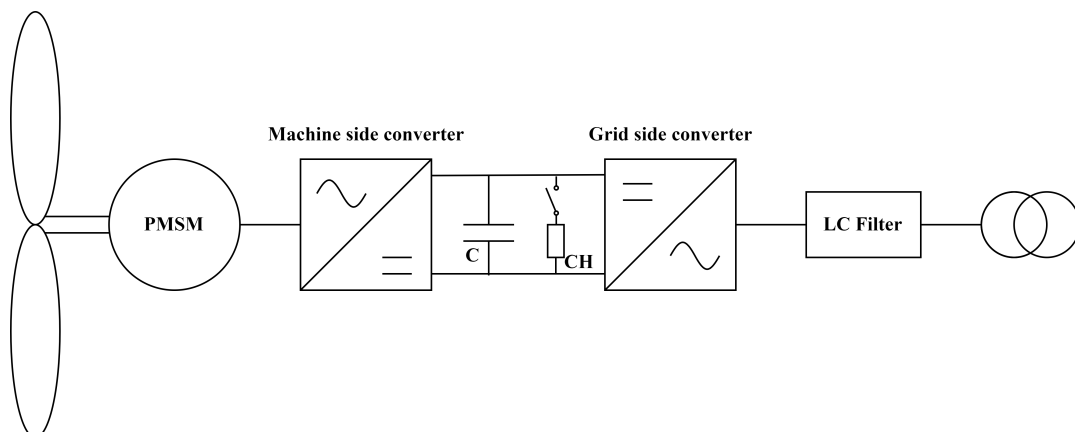 Machine side converter
Grid side converter
PMSM
C
CH
LC Filter